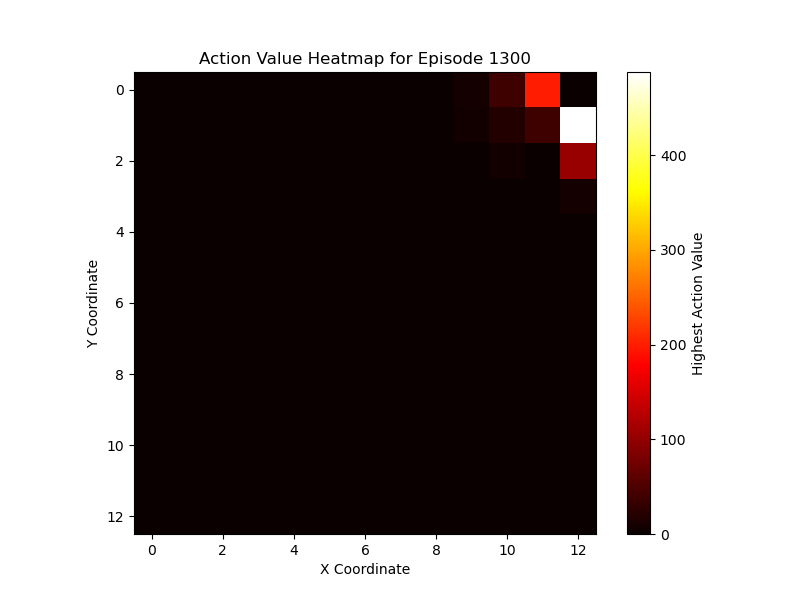 Action Value Heatmap for Episode 1300
0
2
4
6
8
10
12
Y Coordinate
0 2 4 6 8 10 12
X Coordinate
400
300
200
100
0
Highest Action Value